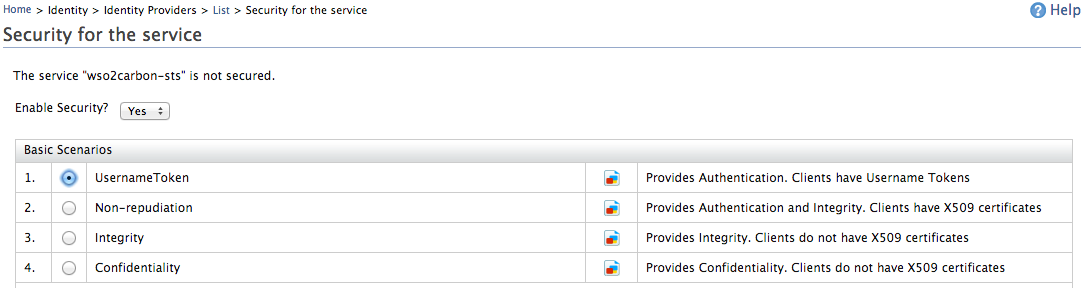 Home > Identity > Identity Providers > List > Security for the service
Help
Security for the service
The service "wso2carbon-sts" is not secured.
Enable Security? Yes
Basic Scenarios
1. UsernameToken Provides Authentication. Clients have Username Tokens
2. Non-repudiation Provides Authentication and Integrity. Clients have X509 certificates
3. Integrity Provides Integrity. Clients do not have X509 certificates
4. Confidentiality Provides Confidentiality. Clients do not have X509 certificates